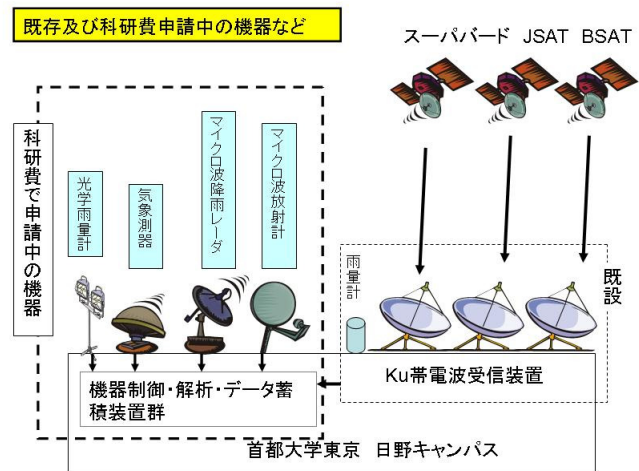 既存及び科研費申請中の機器など
スーパバード JSAT BSAT
科研費で申請中の機器
光学雨量計
気象測器
マイクロ波降雨レーダ
マイクロ波放射計
雨量計
既設
Ku帯電波受信装置
機器制御・解析・データ蓄
積装置群
首都大学東京 日野キャンパス